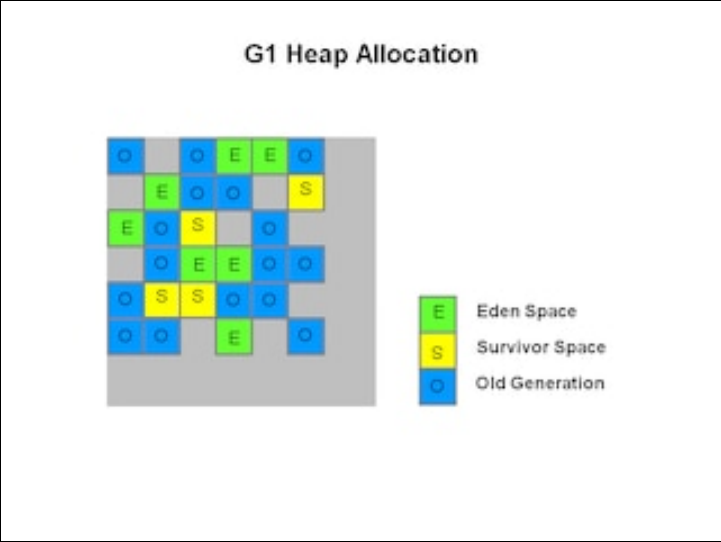 G1 Heap Allocation
O O E E O
E O O S
E O S O
O E E O O
O S S O O
O O E O
E Eden Space
S Survivor Space
O Old Generation